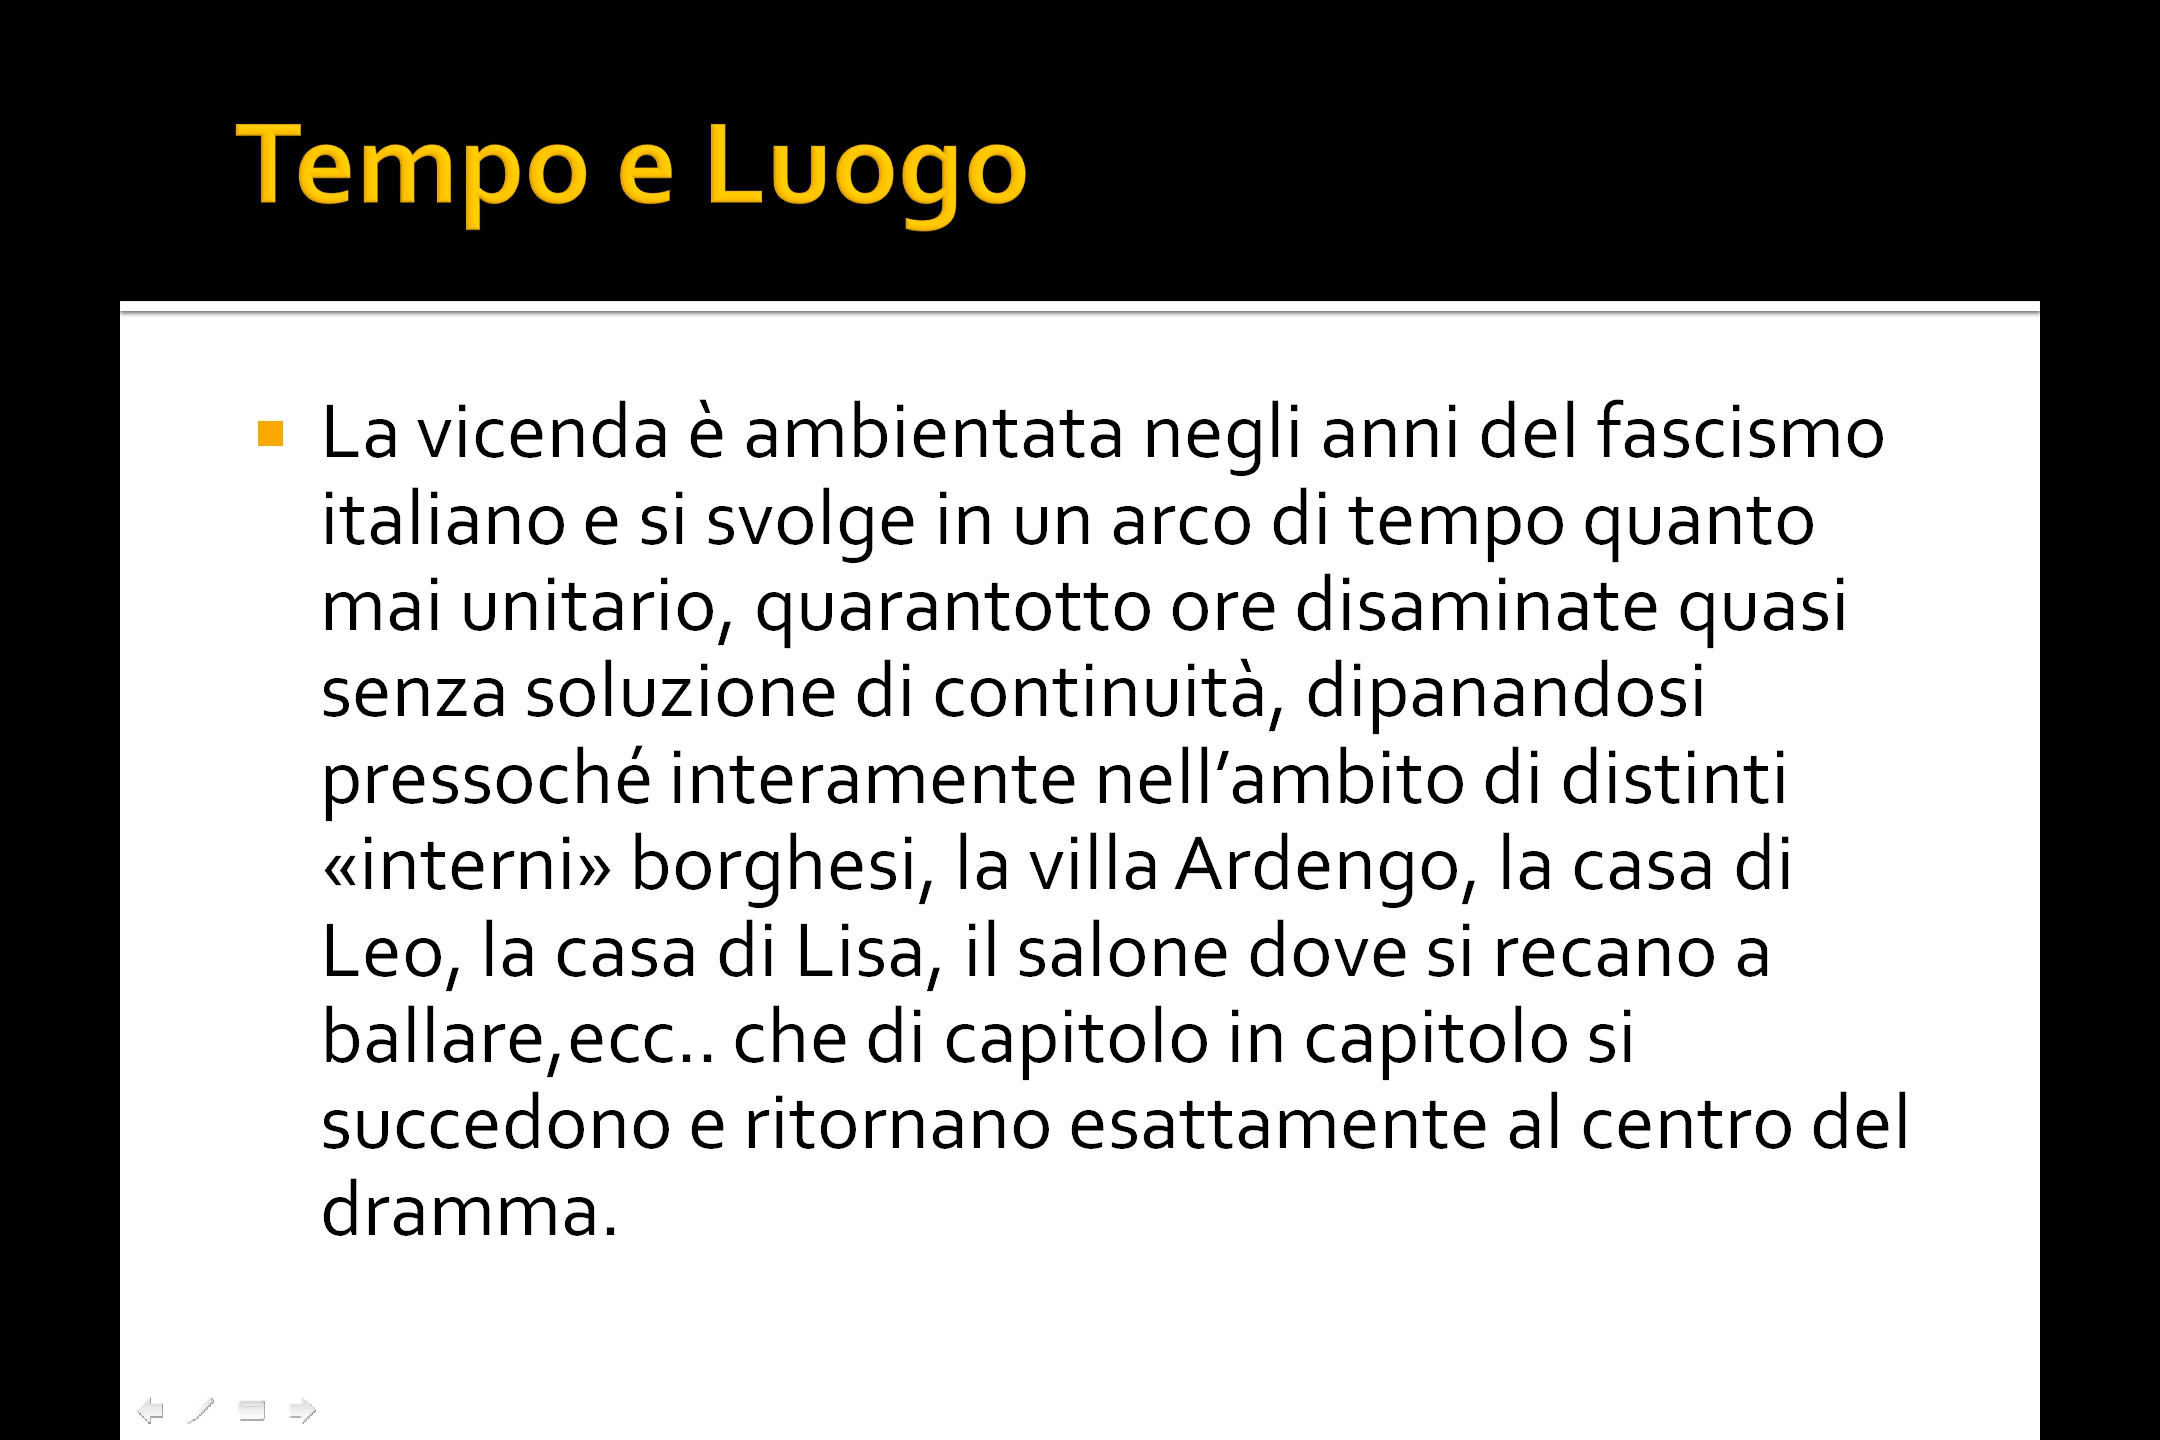 Tempo e Luogo
La vicenda è ambientata negli anni del fascismo
italiano e si svolge in un arco di tempo quanto
mai unitario, quarantotto ore disaminate quasi
senza soluzione di continuità, dipanandosi
pressoché interamente nell’ambito di distinti
«interni» borghesi, la villa Ardengo, la casa di
Leo, la casa di Lisa, il salone dove si recano a
ballare,ecc.. che di capitolo in capitolo si
succedono e ritornano esattamente al centro del
dramma.